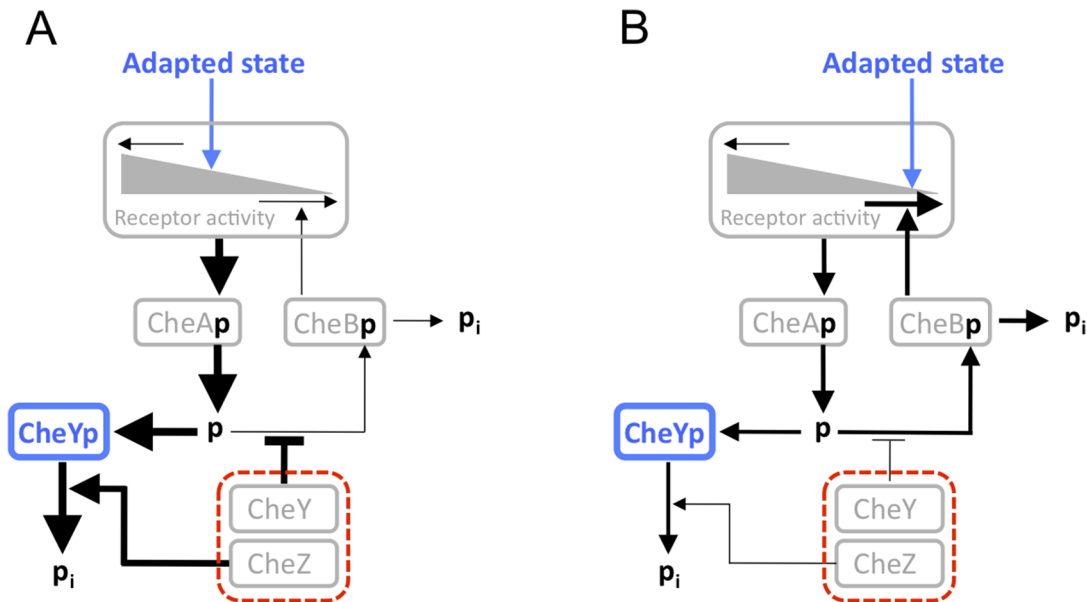 A
Adapted state
Receptor activity
CheAp
CheBp
pi
CheYp
p
CheY
CheZ
pi
B
Adapted state
Receptor activity
CheAp
CheBp
pi
CheYp
p
CheY
CheZ
pi